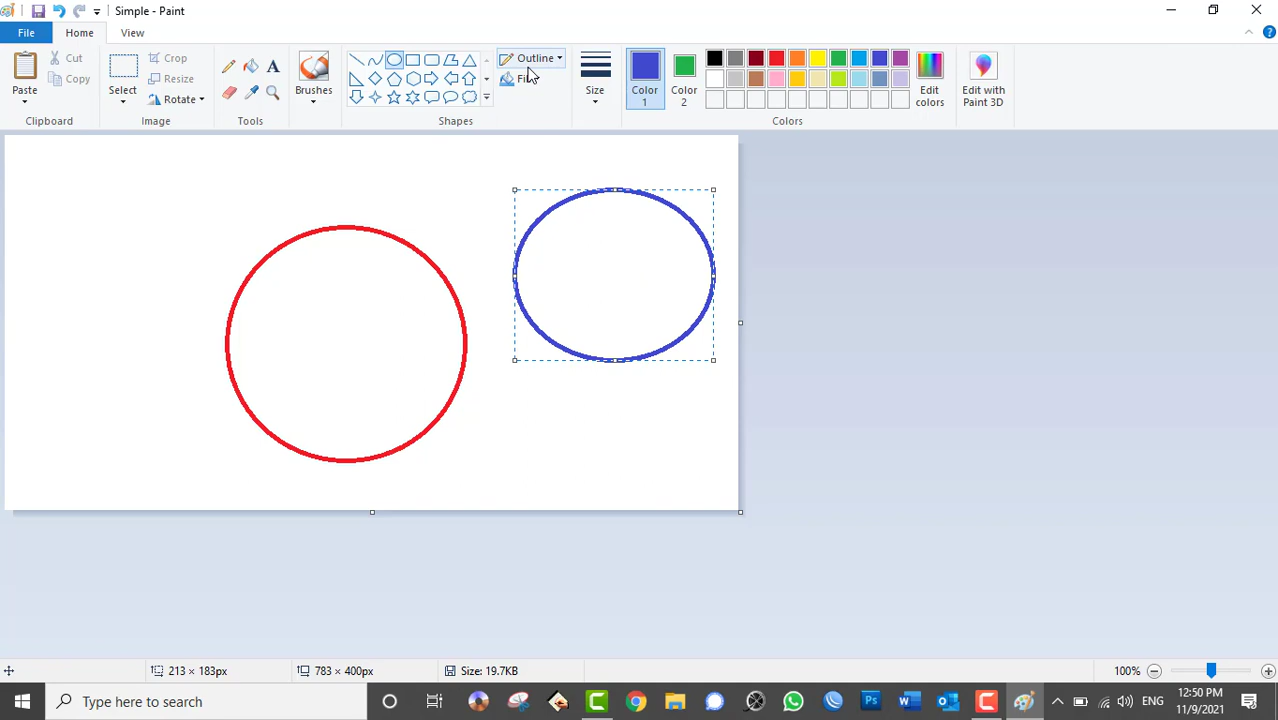 Simple - Paint
File
Home
View
Paste
Cut
Copy
Clipboard
Select
Crop
Resize
Rotate
Image
A
Tools
Brushes
Shapes
Outline
Size
Color
1
Color
2
Edit
colors
Colors
Edit with
Paint 3D
213 × 183px
783 × 400px
Size: 19.7KB
100%
Type here to search
Ps
W
ENG
12:50 PM
11/9/2021